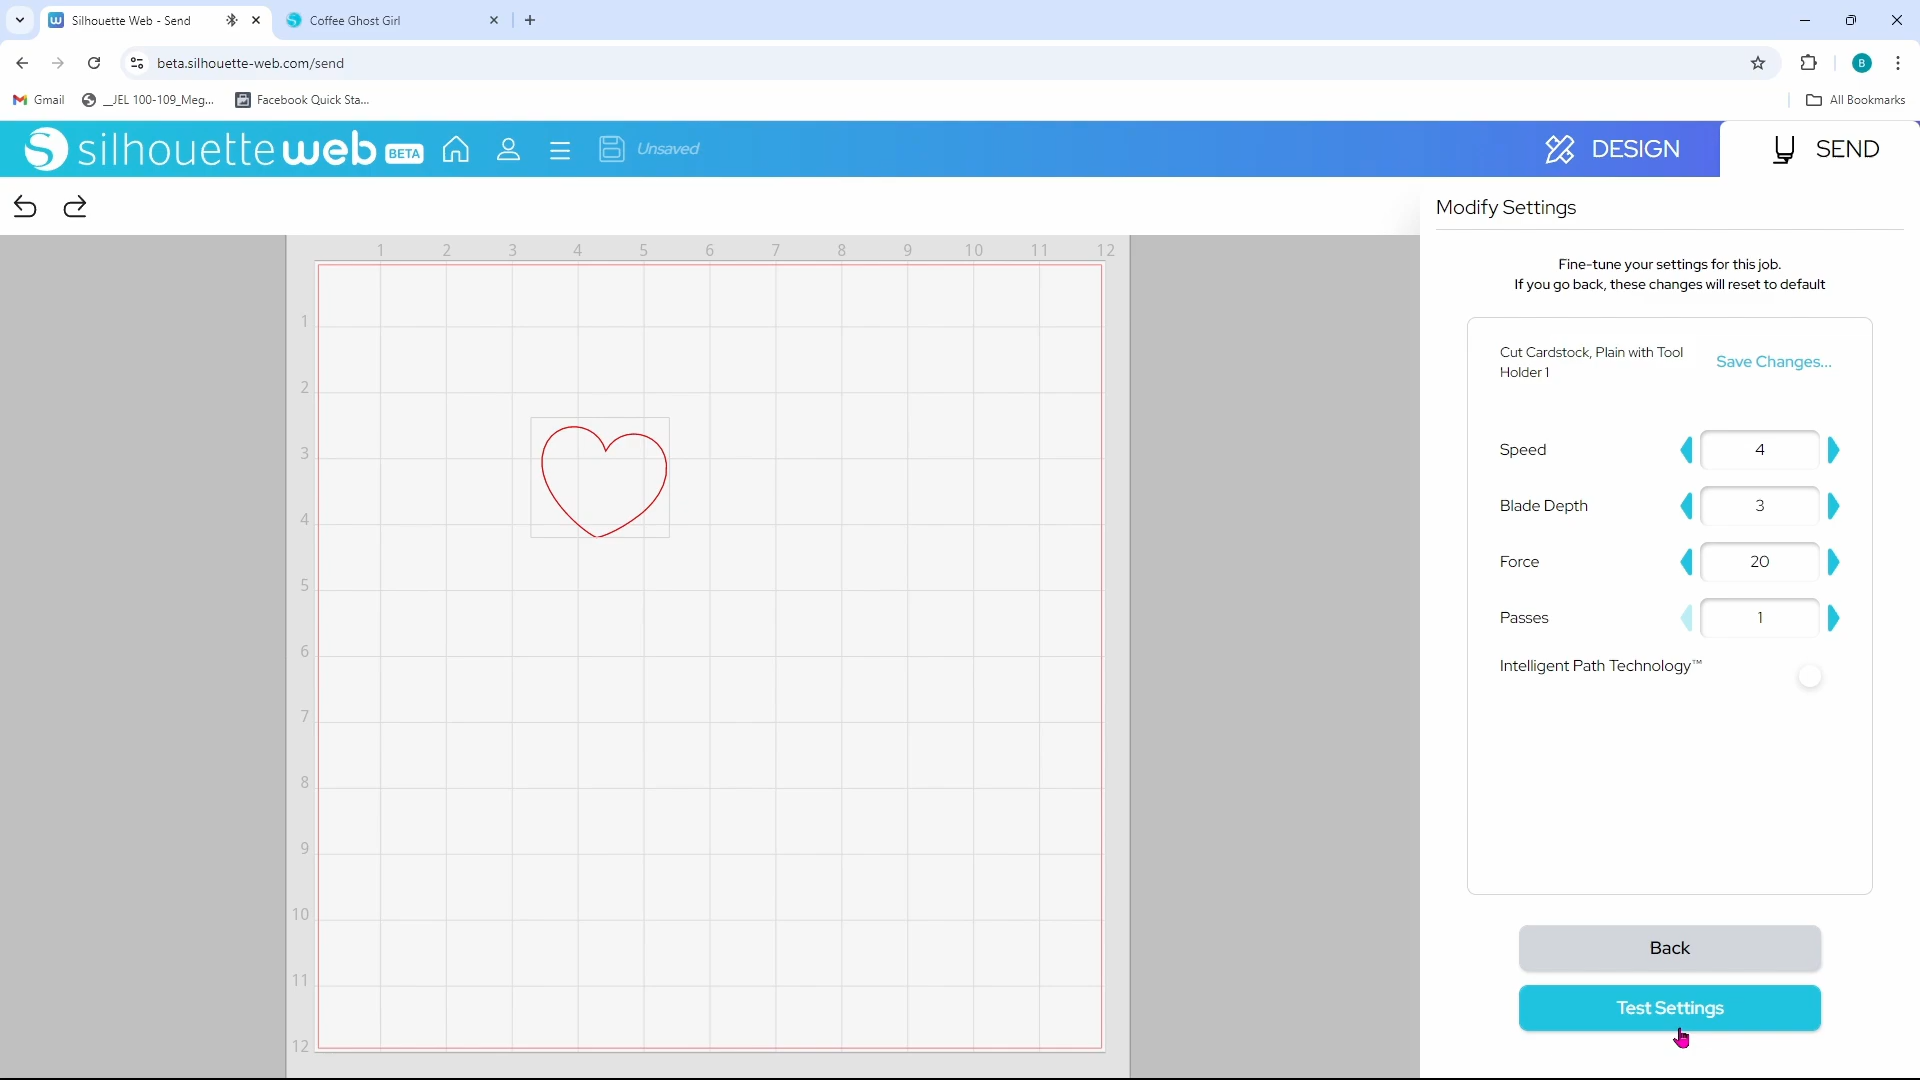 Silhouette Web - Send
Coffee Ghost Girl
beta.silhouette-web.com/send
B
Gmail
__JEL 100-109_Meg...
Facebook Quick Sta...
All Bookmarks
silhouetteweb BETA
Unsaved
DESIGN
SEND
Modify Settings
Fine-tune your settings for this job.
If you go back, these changes will reset to default
Cut Cardstock, Plain with Tool
Holder 1
Save Changes...
Speed 4
Blade Depth 3
Force 20
Passes 1
Intelligent Path Technology™
Back
Test Settings
1 2 3 4 5 6 7 8 9 10 11 12
1
2
3
4
5
6
7
8
9
10
11
12